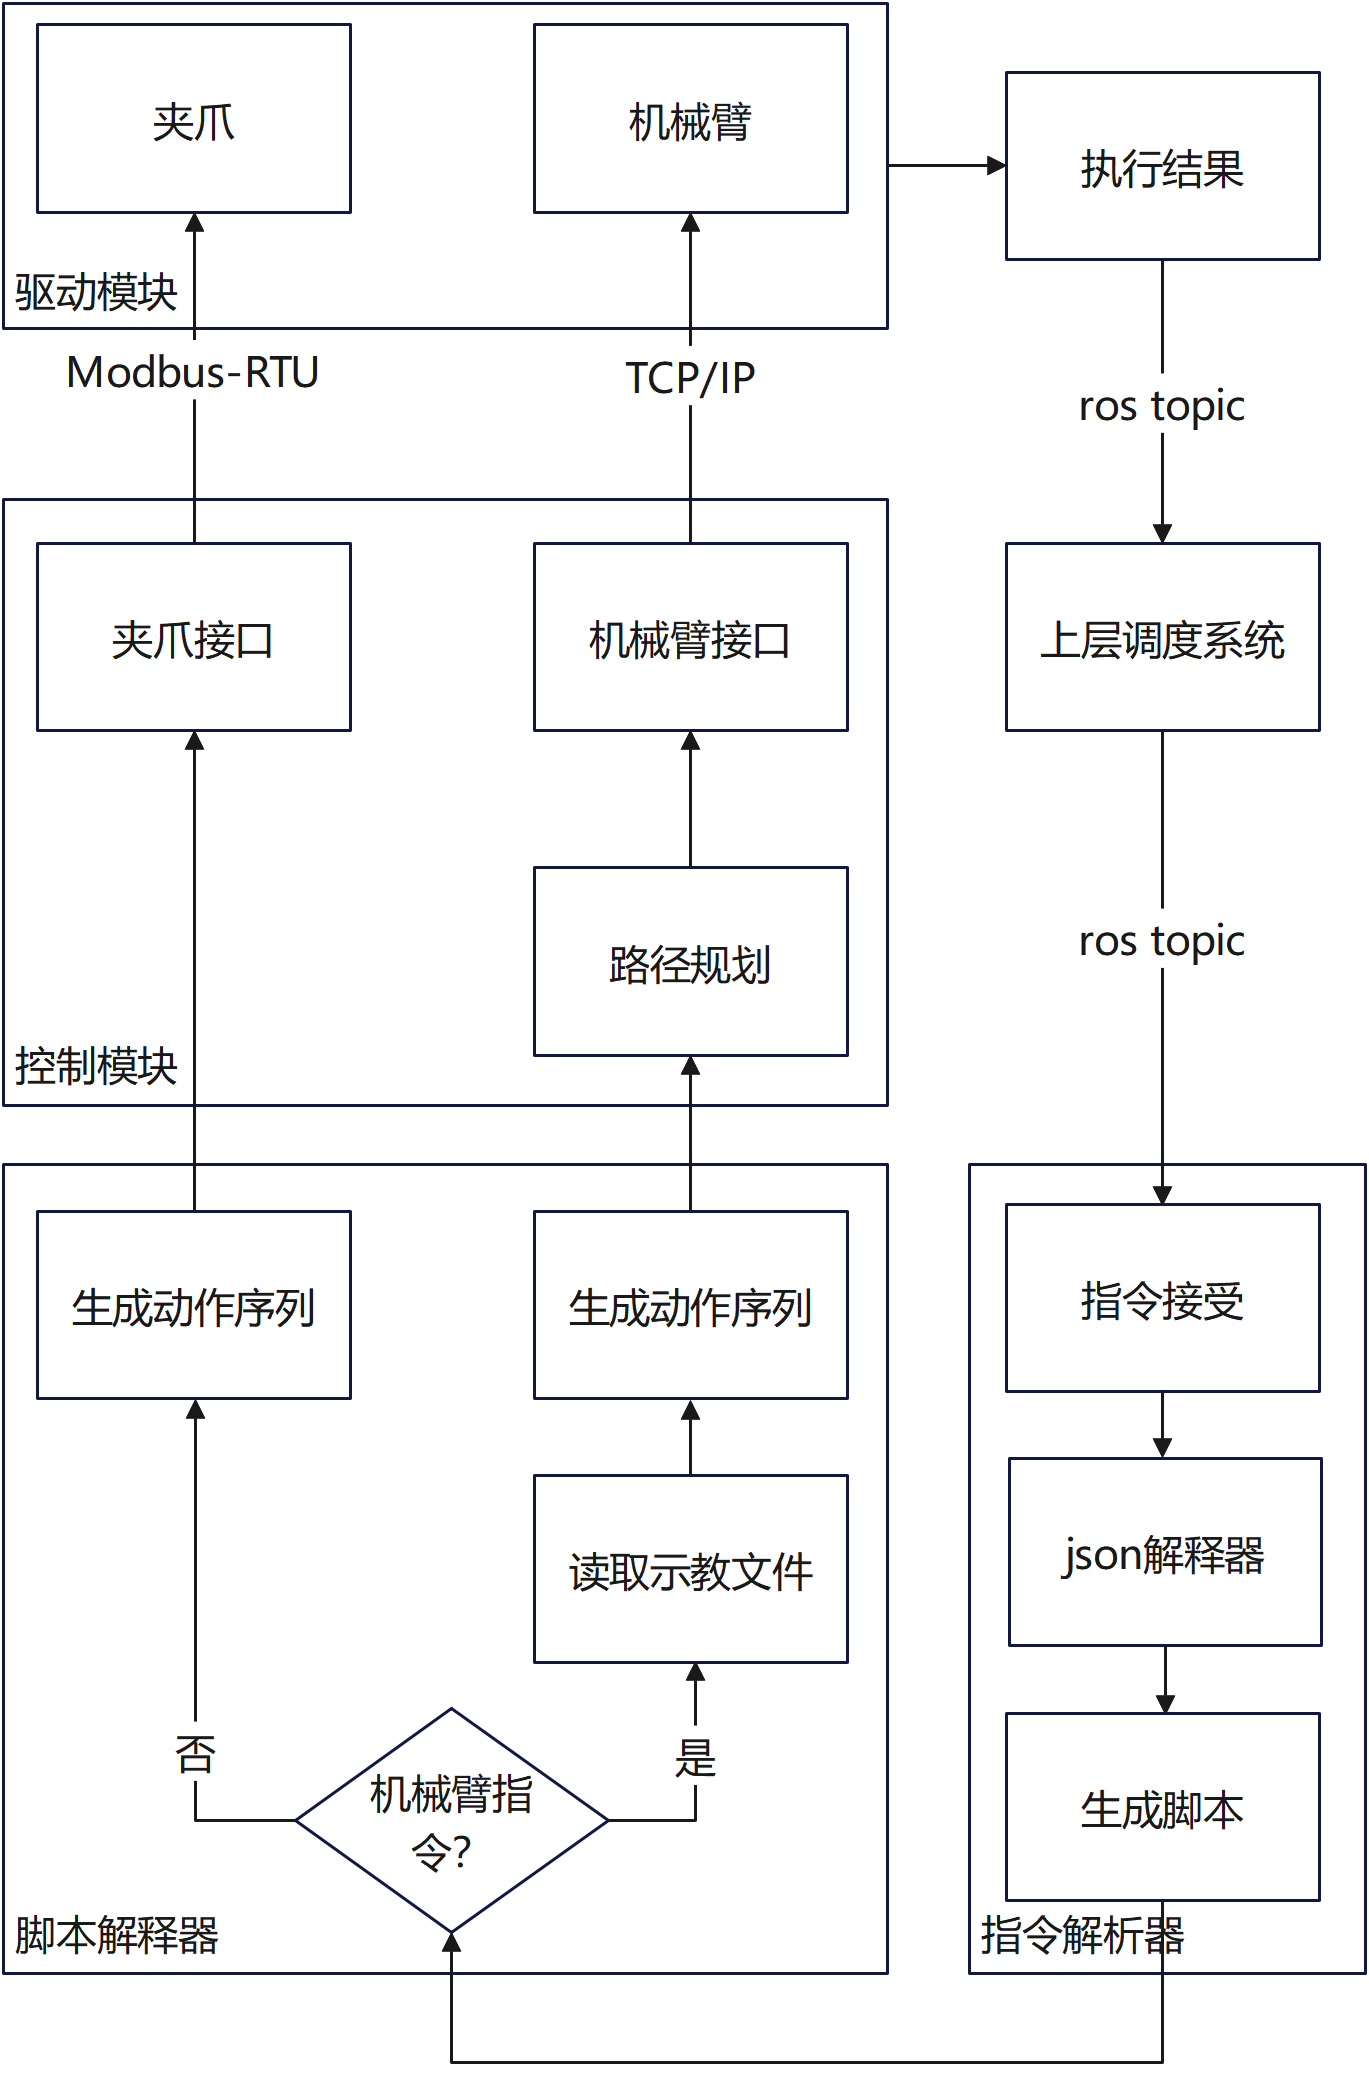 夹爪
机械臂
执行结果
驱动模块
Modbus-RTU
TCP/IP
ros topic
夹爪接口
机械臂接口
上层调度系统
路径规划
ros topic
控制模块
生成动作序列
生成动作序列
指令接受
json解释器
读取示教文件
否
是
机械臂指
令?
生成脚本
脚本解释器
指令解析器